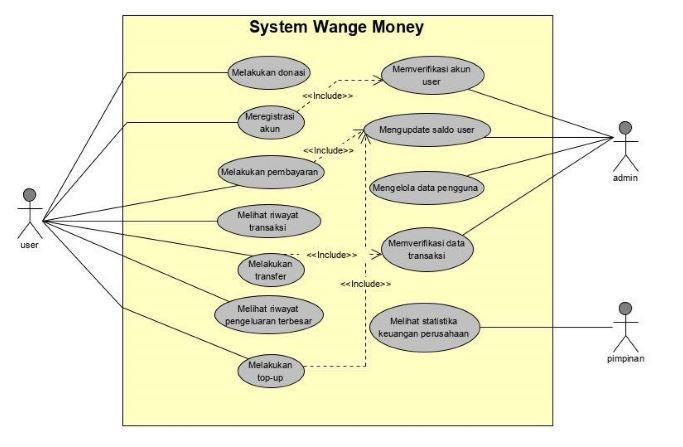 System Wange Money
Melakukan donasi
Memverifikasi akun
user
<<Include>>
Meregistrasi
akun
Mengupdate saldo user
<<Include>>
Melakukan pembayaran
Mengelola data pengguna
Melihat riwayat
transaksi
Memverifikasi data
transaksi
<<Include>>
Melakukan
transfer
<<Include>>
Melihat riwayat
pengeluaran terbesar
Melihat statistika
keuangan perusahaan
Melakukan
top-up
user
admin
pimpinan